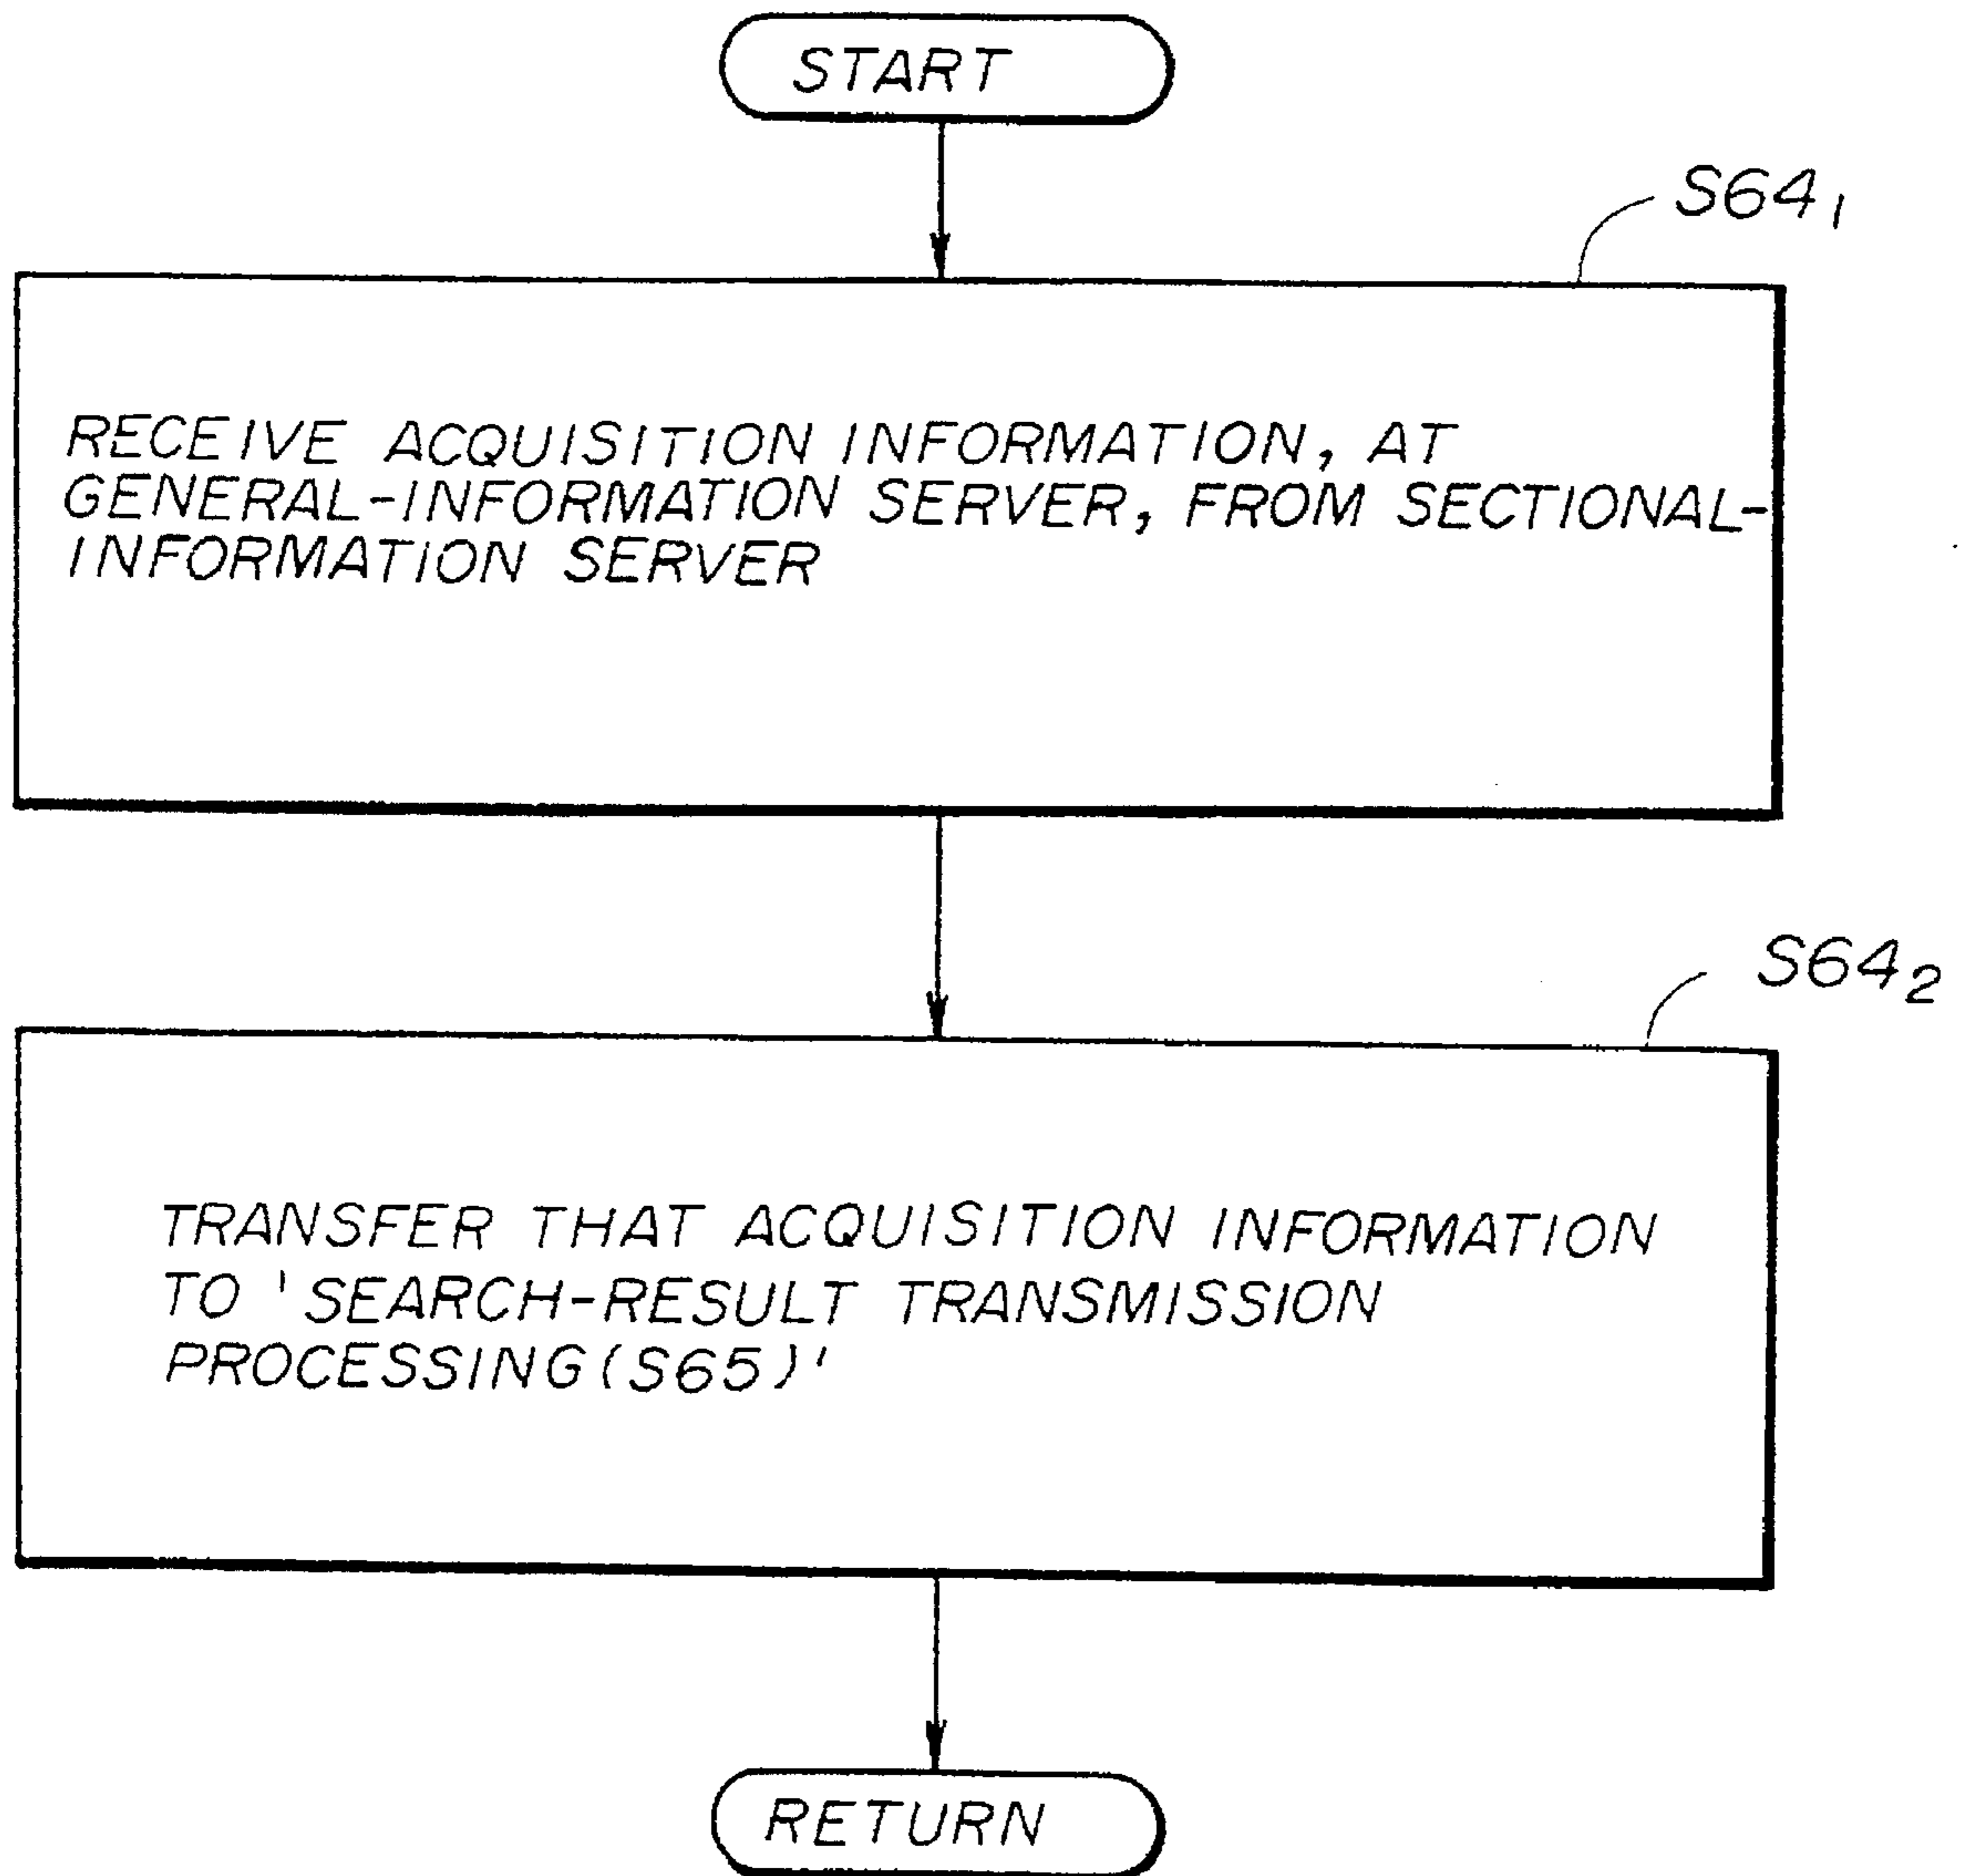 START
S64₁
RECEIVE ACQUISITION INFORMATION, AT
GENERAL-INFORMATION SERVER, FROM SECTIONAL-
INFORMATION SERVER
S64₂
TRANSFER THAT ACQUISITION INFORMATION
TO 'SEARCH-RESULT TRANSMISSION
PROCESSING(S65)'
RETURN